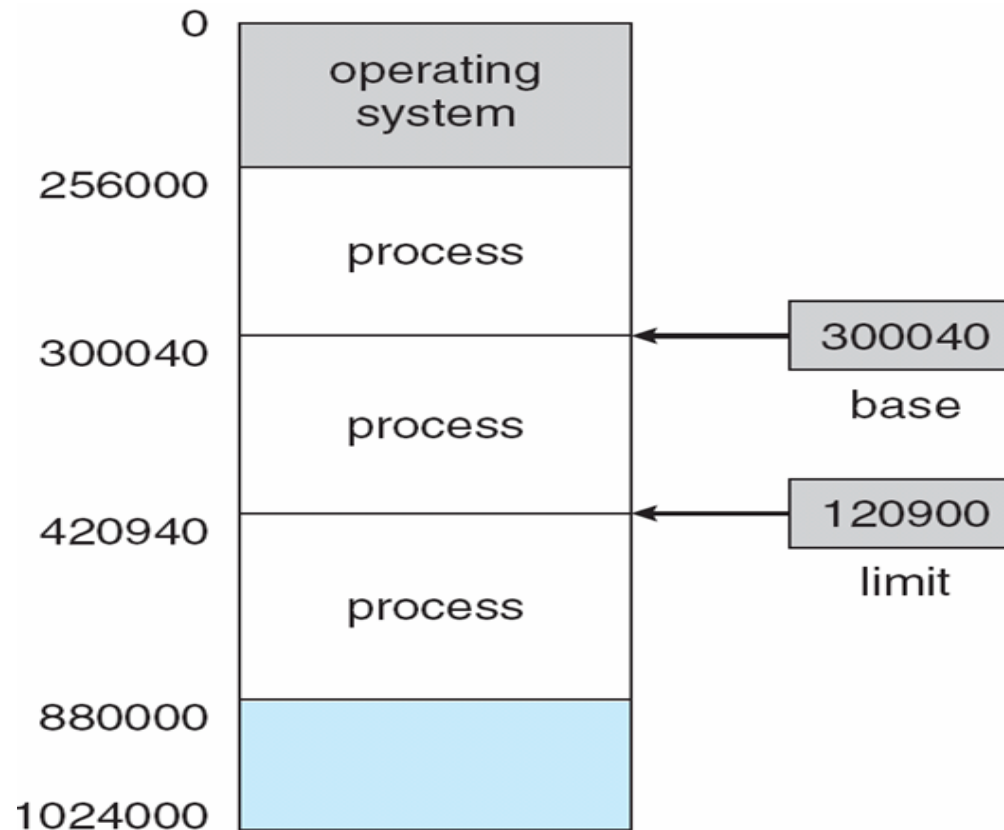 0
operating
system
256000
process
300040
300040
base
process
120900
420940
limit
process
880000
1024000